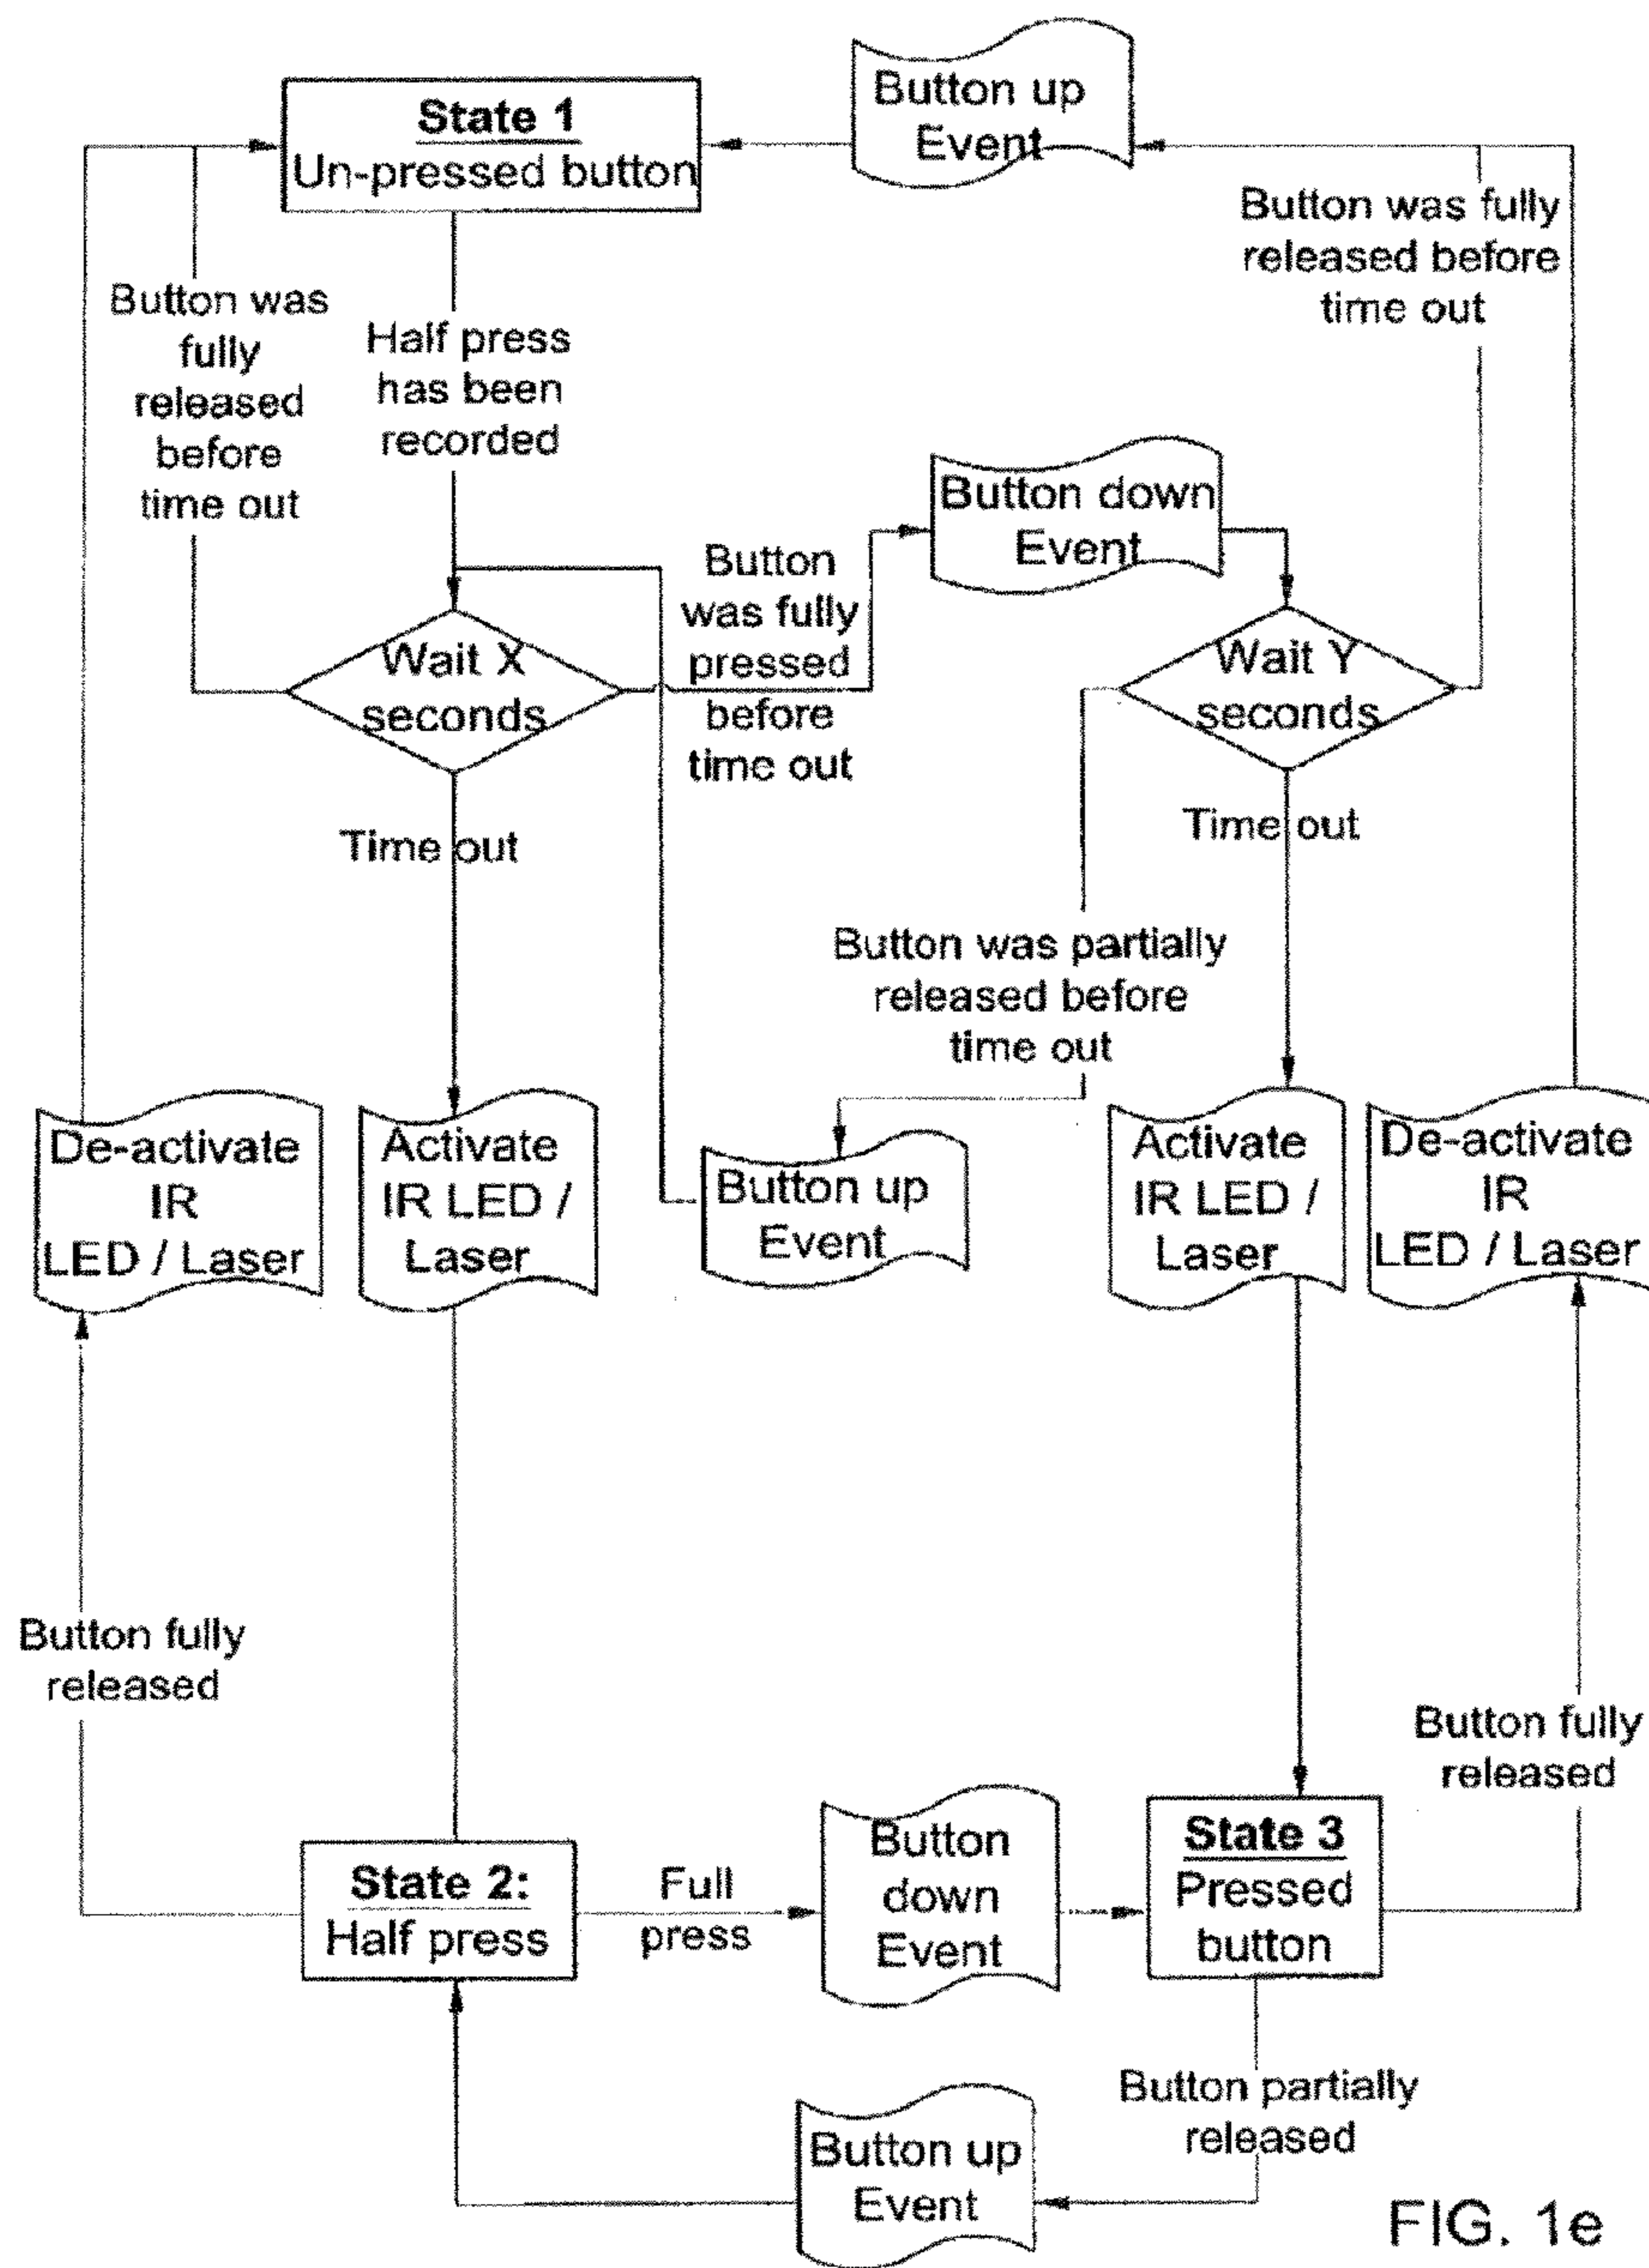 Button up
Event
State 1
Un-pressed button
Button was fully
released before
time out
Button was
fully
released
before
time out
Half press
has been
recorded
Button down
Event
Button
was fully
pressed
before
time out
Wait X
seconds
Wait Y
seconds
Time out
Time out
Button was partially
released before
time out
De-activate
IR
LED / Laser
Activate
IR LED /
Laser
Button up
Event
Activate
IR LED /
Laser
De-activate
IR
LED / Laser
Button fully
released
Button fully
released
State 2:
Half press
Full
press
Button
down
Event
State 3
Pressed
button
Button partially
released
Button up
Event
FIG. 1e